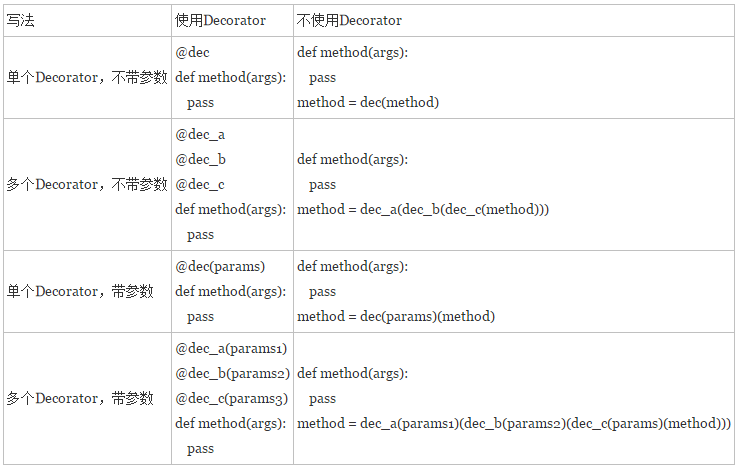 写法
使用Decorator
不使用Decorator
单个Decorator，不带参数
@dec
def method(args):
    pass
def method(args):
    pass
method = dec(method)
多个Decorator，不带参数
@dec_a
@dec_b
@dec_c
def method(args):
    pass
def method(args):
    pass
method = dec_a(dec_b(dec_c(method)))
单个Decorator，带参数
@dec(params)
def method(args):
    pass
def method(args):
    pass
method = dec(params)(method)
多个Decorator，带参数
@dec_a(params1)
@dec_b(params2)
@dec_c(params3)
def method(args):
    pass
def method(args):
    pass
method = dec_a(params1)(dec_b(params2)(dec_c(params)(method)))